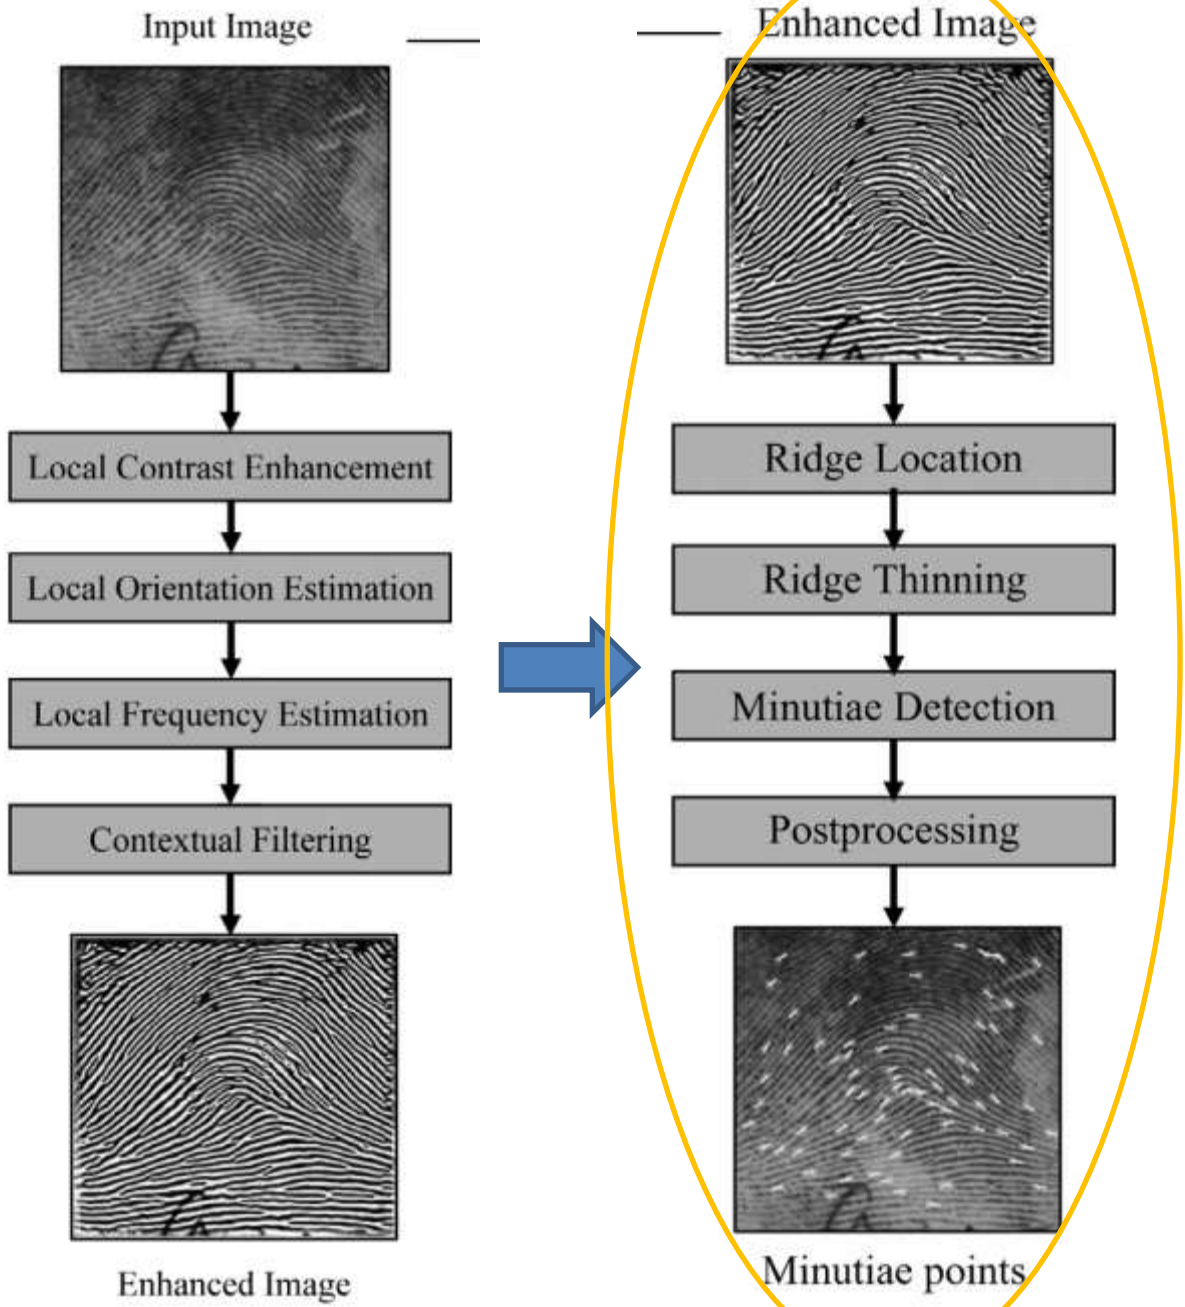 Input Image
Local Contrast Enhancement
Local Orientation Estimation
Local Frequency Estimation
Contextual Filtering
Enhanced Image
Enhanced Image
Ridge Location
Ridge Thinning
Minutiae Detection
Postprocessing
Minutiae points